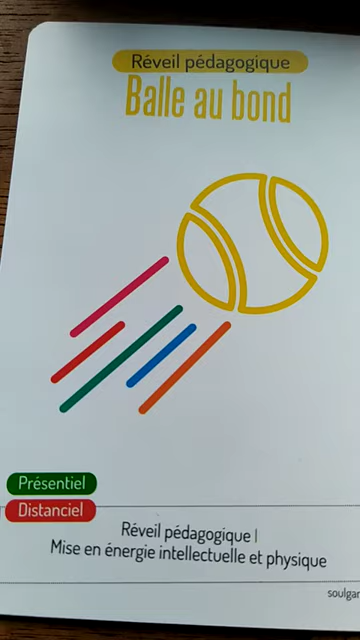 Réveil pédagogique
Balle au bond
Présentiel
Distanciel
Réveil pédagogique |
Mise en énergie intellectuelle et physique